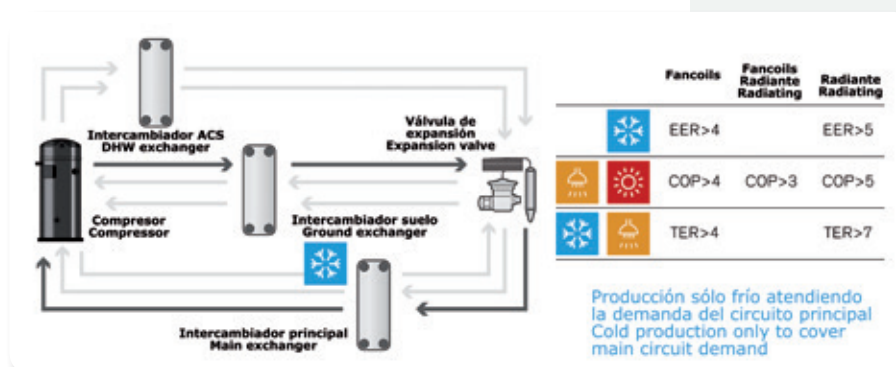 Intercambiador ACS
DHW exchanger
Válvula de
expansión
Expansion valve
Compresor
Compressor
Intercambiador suelo
Ground exchanger
Intercambiador principal
Main exchanger
Fancoils
Fancoils
Radiante
Radiating
Radiante
Radiating
EER>4 EER>5
COP>4 COP>3 COP>5
TER>4 TER>7
Producción sólo frío atendiendo
la demanda del circuito principal
Cold production only to cover
main circuit demand